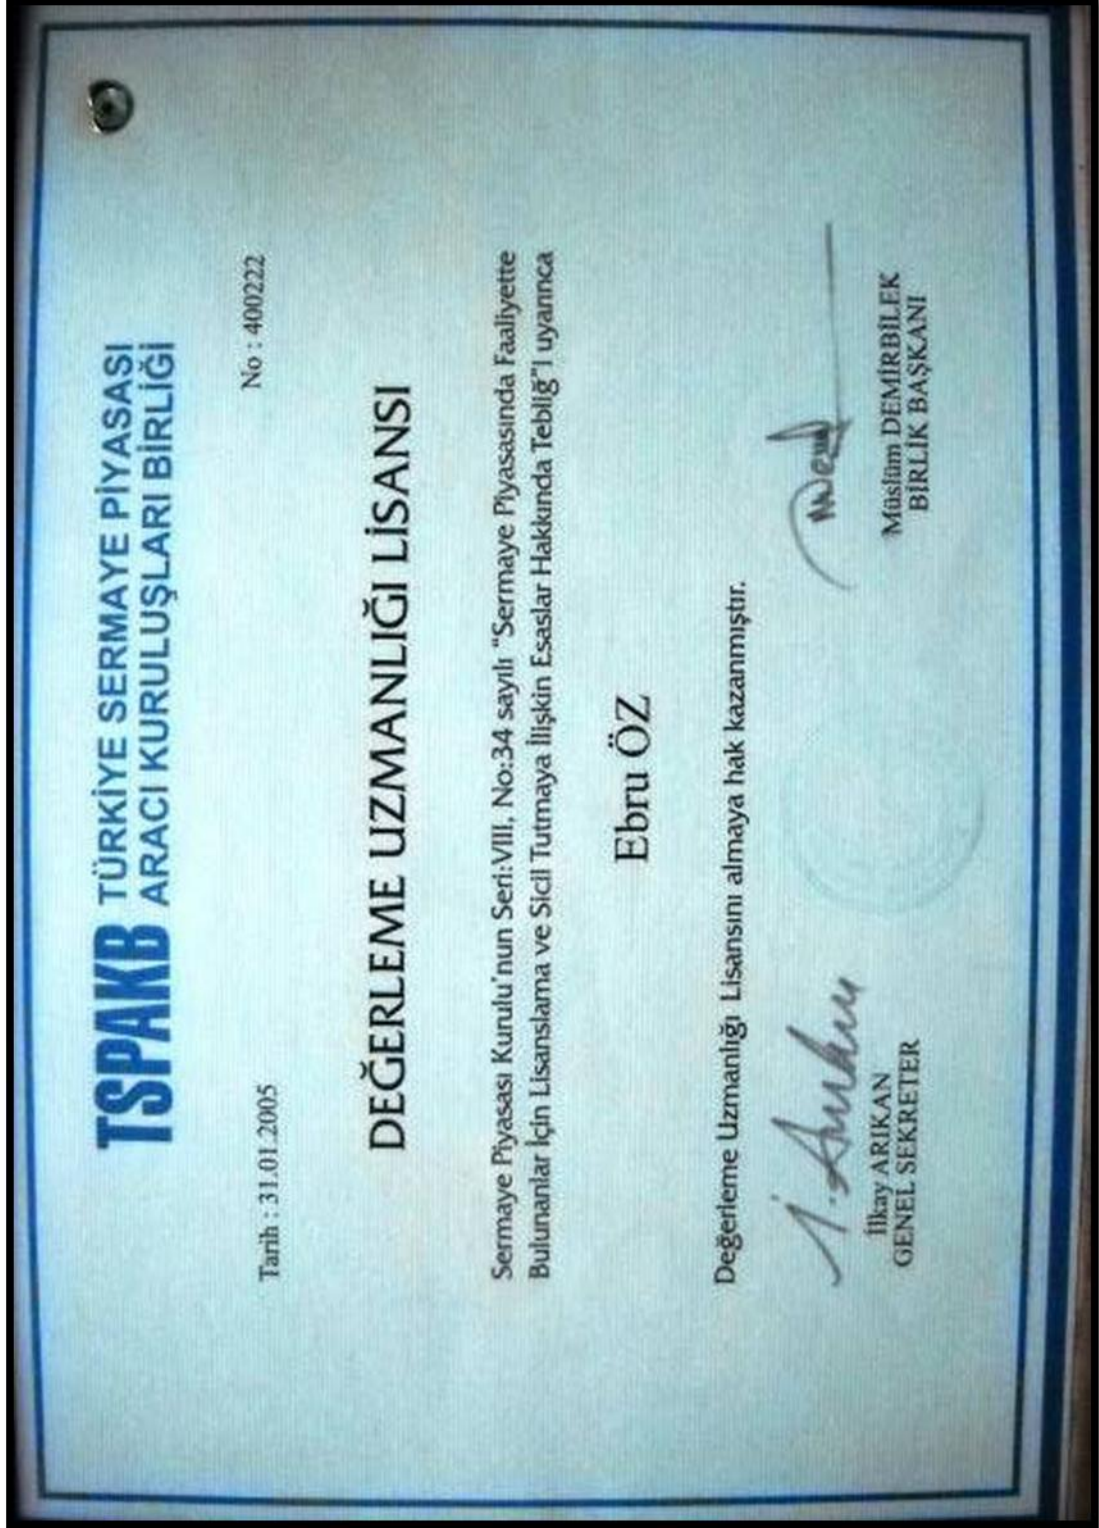 TSPAKB TÜRKİYE SERMAYE PİYASASI
ARACI KURULUŞLARI BİRLİĞİ
Tarih : 31.01.2005
No : 400222
DEĞERLEME UZMANLIĞI LİSANSI
Sermaye Piyasası Kurulu'nun Seri:VIII, No:34 sayılı "Sermaye Piyasasında Faaliyette
Bulunanlar İçin Lisanslama ve Sicil Tutmaya İlişkin Esaslar Hakkında Tebliğ"i uyarınca
Ebru ÖZ
Değerleme Uzmanlığı Lisansını almaya hak kazanmıştır.
İ. Arıkan
İlkay ARIKAN
GENEL SEKRETER
Müslüm DEMİRBİLEK
BİRLİK BAŞKANI